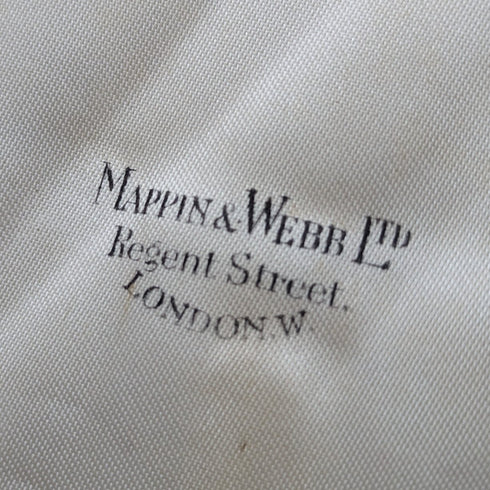 MAPPIN & WEBB LTD
Regent Street.
LONDON.W.